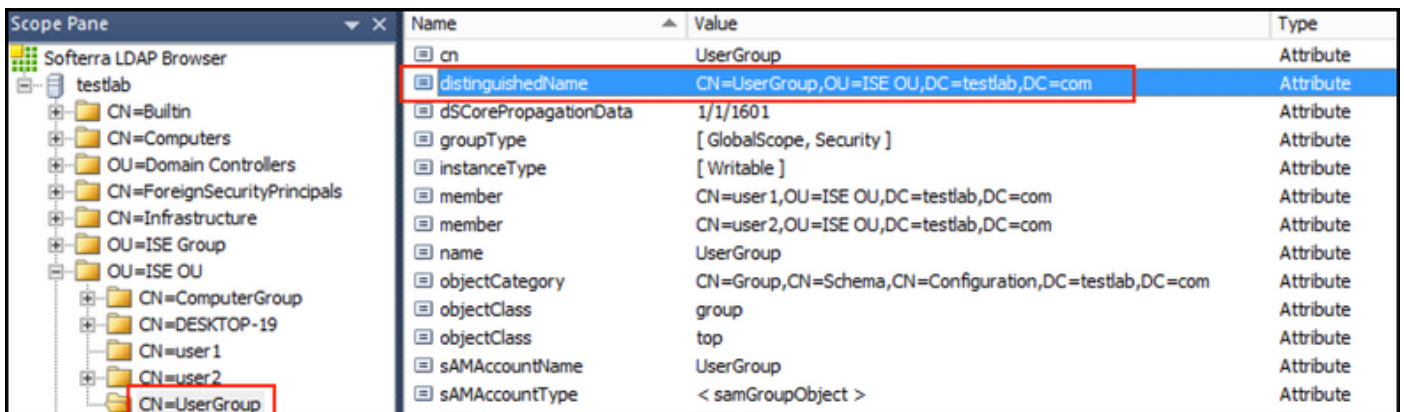 Scope Pane
Softerra LDAP Browser
testlab
CN=Builtin
CN=Computers
OU=Domain Controllers
CN=ForeignSecurityPrincipals
CN=Infrastructure
OU=ISE Group
OU=ISE OU
CN=ComputerGroup
CN=DESKTOP-19
CN=user1
CN=user2
CN=UserGroup
Name Value Type
cn UserGroup Attribute
distinguishedName CN=UserGroup,OU=ISE OU,DC=testlab,DC=com Attribute
dSCorePropagationData 1/1/1601 Attribute
groupType [ GlobalScope, Security ] Attribute
instanceType [ Writable ] Attribute
member CN=user1,OU=ISE OU,DC=testlab,DC=com Attribute
member CN=user2,OU=ISE OU,DC=testlab,DC=com Attribute
name UserGroup Attribute
objectCategory CN=Group,CN=Schema,CN=Configuration,DC=testlab,DC=com Attribute
objectClass group Attribute
objectClass top Attribute
sAMAccountName UserGroup Attribute
sAMAccountType < samGroupObject > Attribute